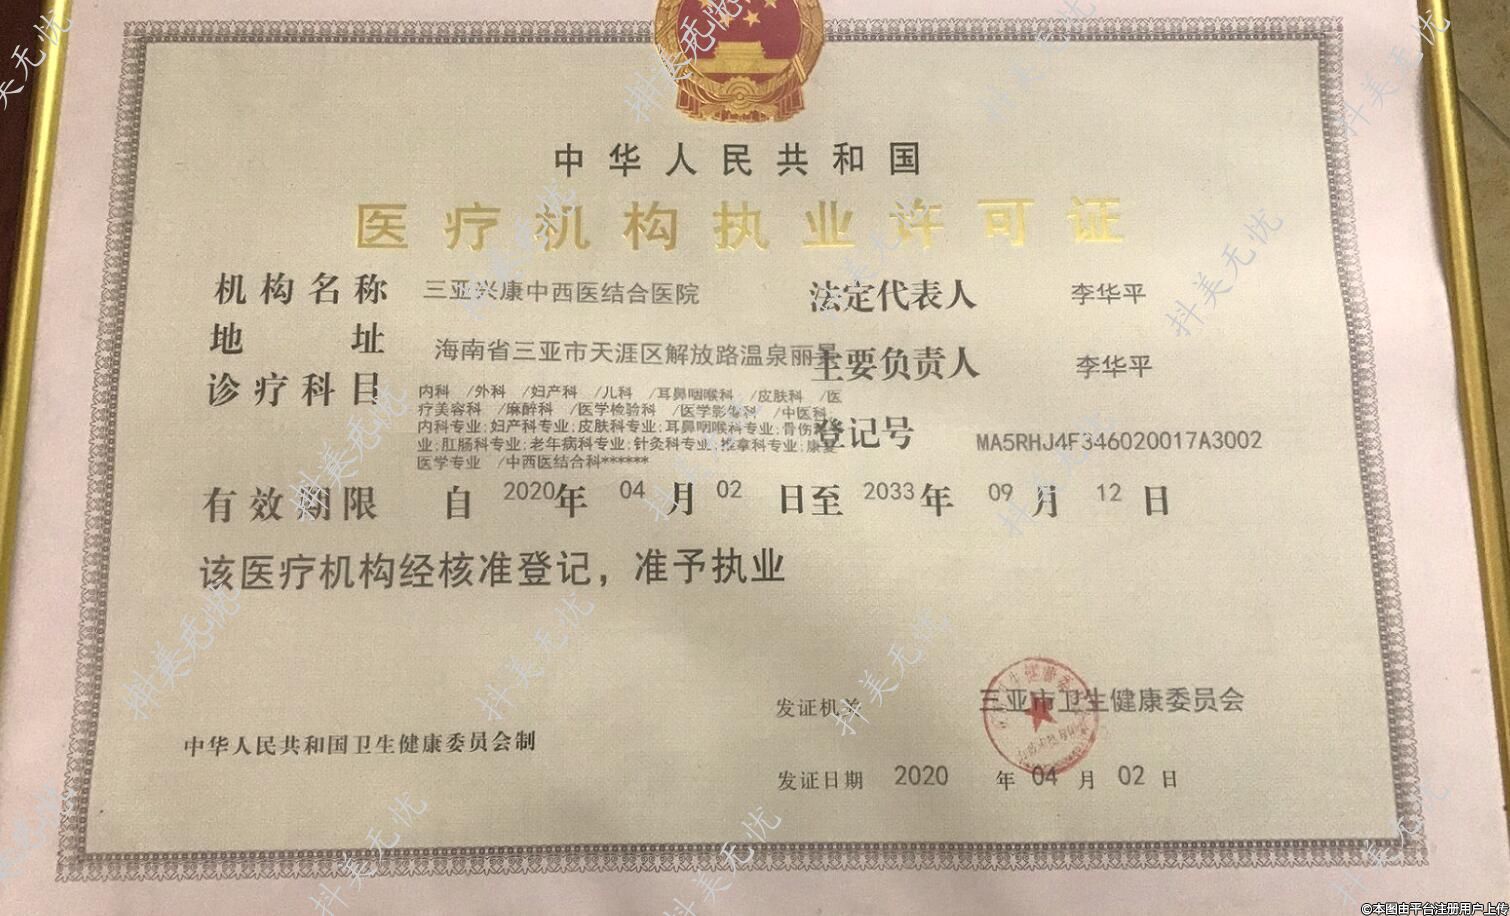 中华人民共和国
医疗机构执业许可证
机构名称 三亚兴康中西医结合医院 法定代表人 李华平
地址 海南省三亚市天涯区解放路温泉丽景 主要负责人 李华平
诊疗科目 内科 /外科 /妇产科 /儿科 /耳鼻咽喉科 /皮肤科 /医
疗美容科 /麻醉科 /医学检验科 /医学影像科 /中医科;
内科专业;妇产科专业;皮肤科专业;耳鼻咽喉科专业;骨伤科专
业;肛肠科专业;老年病科专业;针灸科专业;推拿科专业;康复
医学专业 /中西医结合科******
登记号 MA5RHJ4F346020017A3002
有效期限 自 2020年 04 月 02 日至 2033年 09 月 12 日
该医疗机构经核准登记，准予执业
发证机关 三亚市卫生健康委员会
中华人民共和国卫生健康委员会制
发证日期 2020 年 04 月 02 日
抖美无忧
©本图由平台注册用户上传